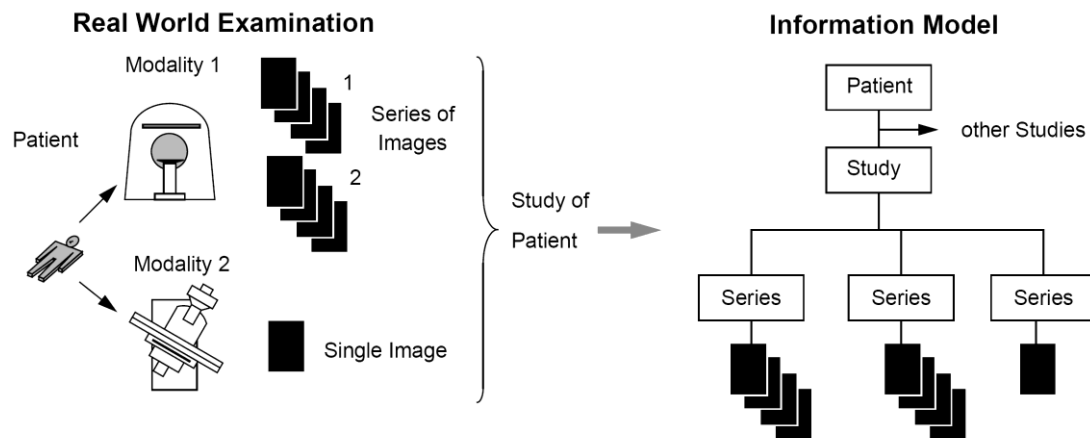 Real World Examination
Modality 1
Patient
1
Series of
Images
2
Modality 2
Single Image
Study of
Patient
Information Model
Patient
other Studies
Study
Series
Series
Series